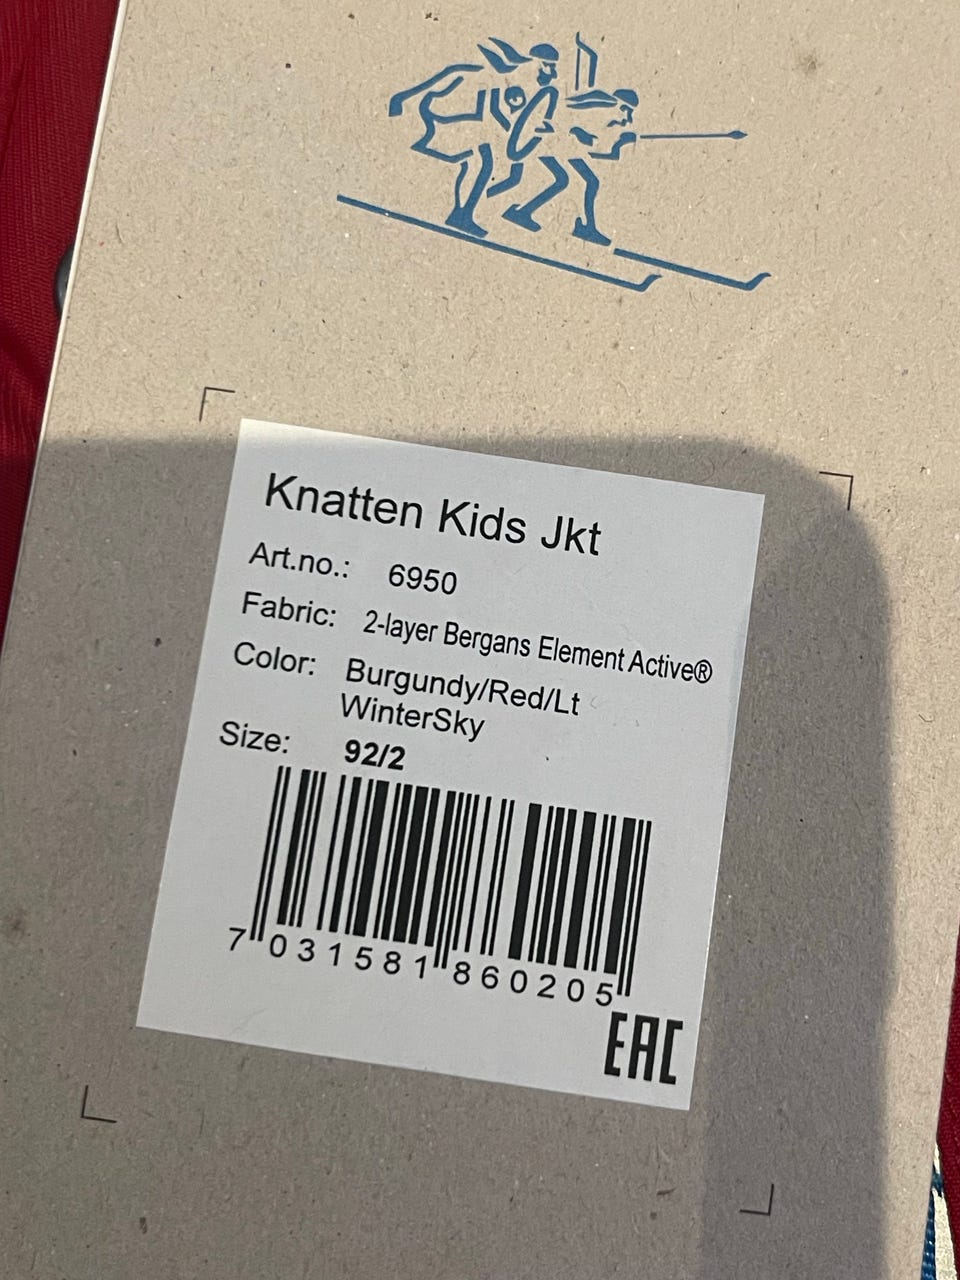 Knatten Kids Jkt
Art.no.: 6950
Fabric: 2-layer Bergans Element Active®
Color: Burgundy/Red/Lt
WinterSky
Size: 92/2
7 031581 860205
EAC